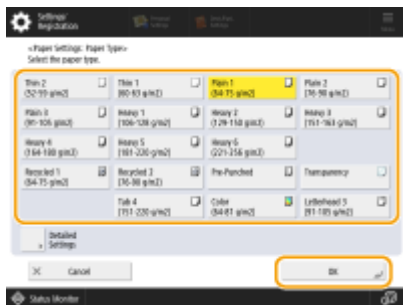 Settings/
Registration
<Paper Settings: Paper Type>
Select the paper type.
Thin 2
(52-59 g/m2)
Thin 1
(60-63 g/m2)
Plain 1
(64-75 g/m2)
Plain 2
(76-90 g/m2)
Plain 3
(91-105 g/m2)
Heavy 1
(106-128 g/m2)
Heavy 2
(129-150 g/m2)
Heavy 3
(151-163 g/m2)
Heavy 4
(164-180 g/m2)
Heavy 5
(181-220 g/m2)
Heavy 6
(221-256 g/m2)
Recycled 1
(64-75 g/m2)
Recycled 2
(76-90 g/m2)
Pre-Punched
Transparency
Tab 4
(151-220 g/m2)
Color
(64-81 g/m2)
Letterhead 5
(91-105 g/m2)
Detailed
Settings
Cancel
OK
Status Monitor